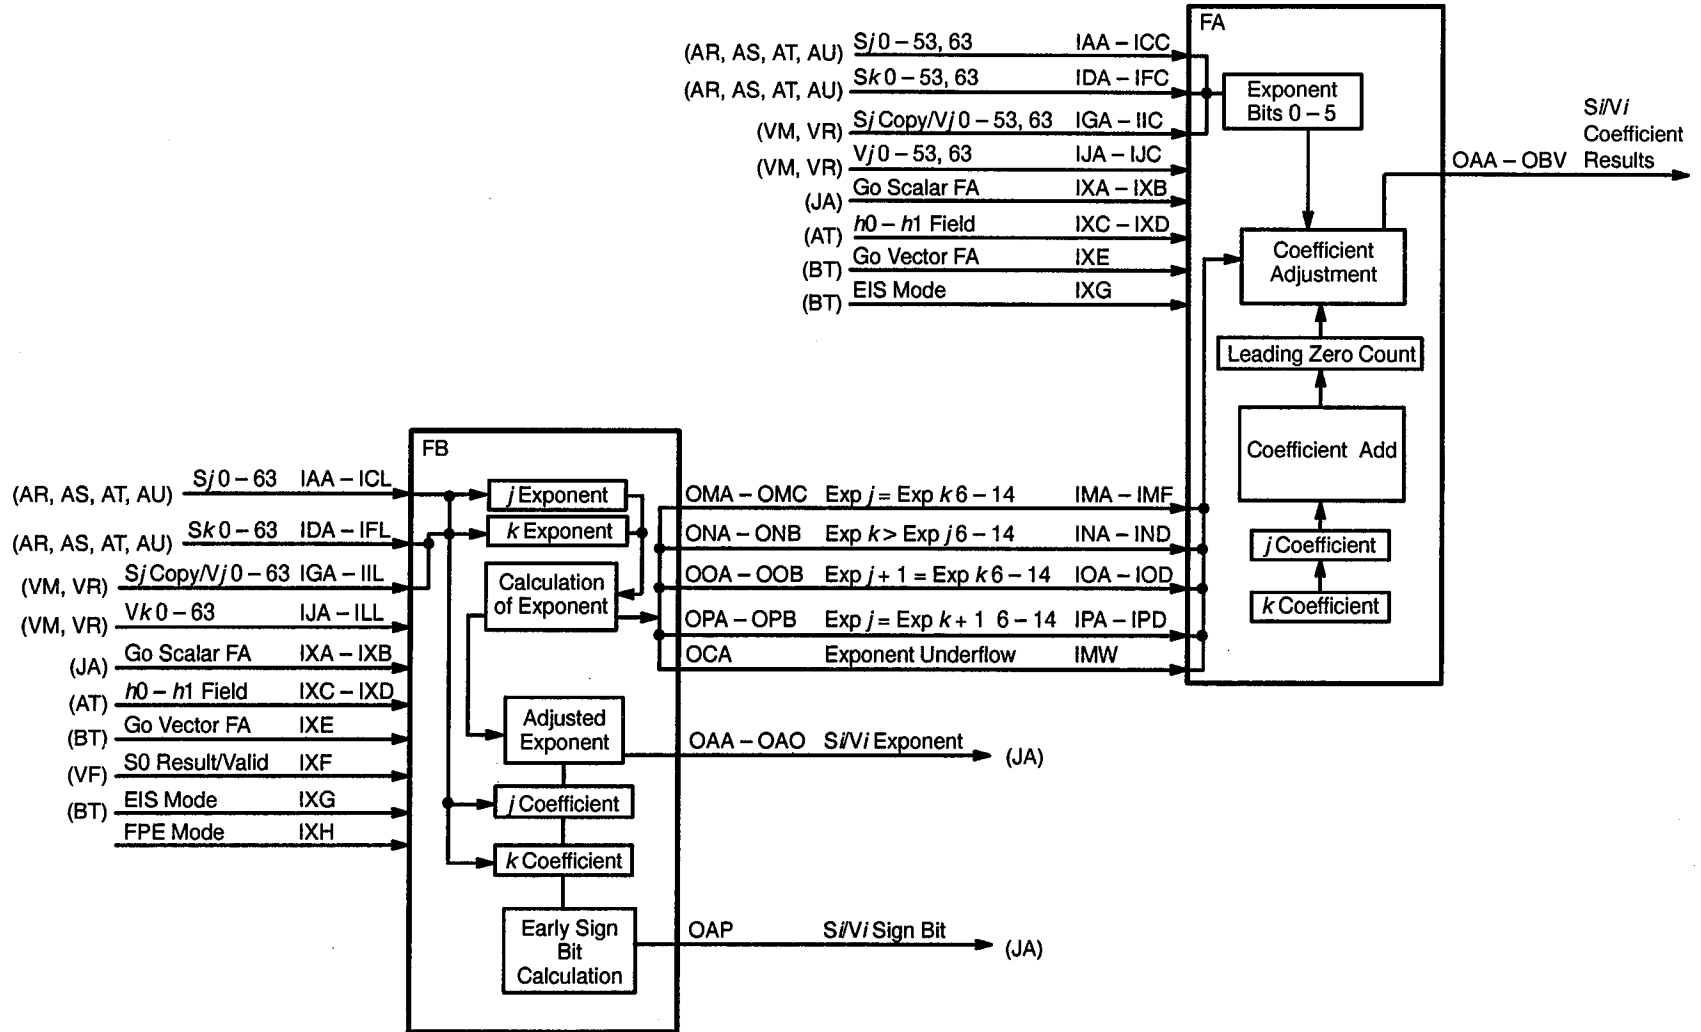 FA
(AR, AS, AT, AU) Sj 0 – 53, 63 IAA – ICC
(AR, AS, AT, AU) Sk 0 – 53, 63 IDA – IFC
(VM, VR) Sj Copy/Vj 0 – 53, 63 IGA – IIC
(VM, VR) Vj 0 – 53, 63 IJA – IJC
(JA) Go Scalar FA IXA – IXB
(AT) h0 – h1 Field IXC – IXD
(BT) Go Vector FA IXE
(BT) EIS Mode IXG
Exponent
Bits 0 – 5
Coefficient
Adjustment
Leading Zero Count
Coefficient Add
j Coefficient
k Coefficient
OAA – OBV
Si/Vi
Coefficient
Results
FB
(AR, AS, AT, AU) Sj 0 – 63 IAA – ICL
(AR, AS, AT, AU) Sk 0 – 63 IDA – IFL
(VM, VR) Sj Copy/Vj 0 – 63 IGA – IIL
(VM, VR) Vk 0 – 63 IJA – ILL
(JA) Go Scalar FA IXA – IXB
(AT) h0 – h1 Field IXC – IXD
(BT) Go Vector FA IXE
(VF) S0 Result/Valid IXF
(BT) EIS Mode IXG
FPE Mode IXH
j Exponent
k Exponent
Calculation
of Exponent
Adjusted
Exponent
j Coefficient
k Coefficient
Early Sign
Bit
Calculation
OMA – OMC Exp j = Exp k 6 – 14 IMA – IMF
ONA – ONB Exp k > Exp j 6 – 14 INA – IND
OOA – OOB Exp j + 1 = Exp k 6 – 14 IOA – IOD
OPA – OPB Exp j = Exp k + 1 6 – 14 IPA – IPD
OCA Exponent Underflow IMW
OAA – OAO Si/Vi Exponent (JA)
OAP Si/Vi Sign Bit (JA)